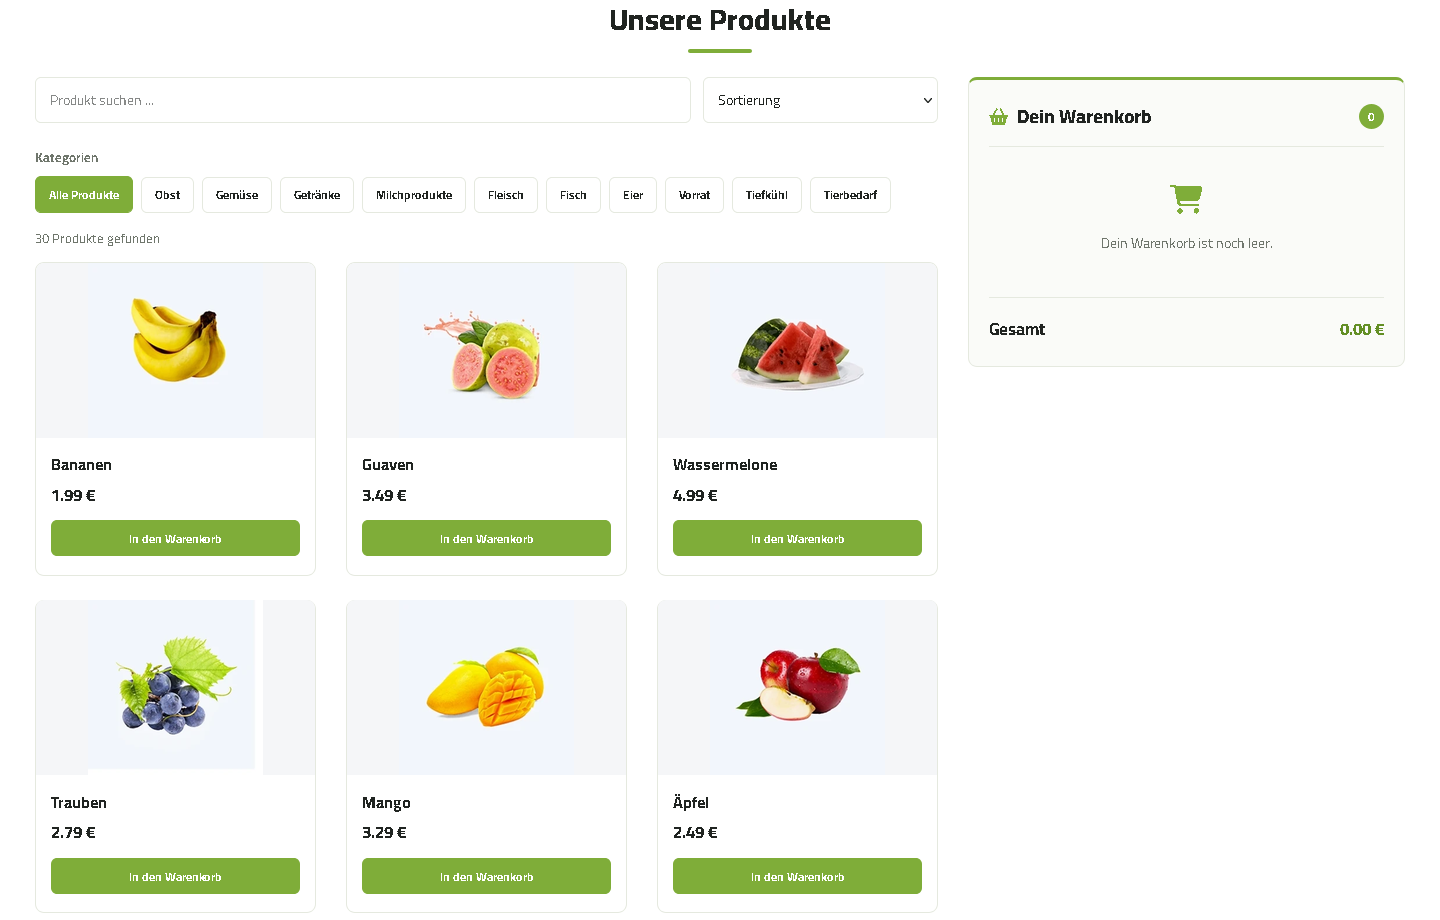 Unsere Produkte
Produkt suchen ...
Sortierung
Kategorien
Alle Produkte
Obst
Gemüse
Getränke
Milchprodukte
Fleisch
Fisch
Eier
Vorrat
Tiefkühl
Tierbedarf
30 Produkte gefunden
Bananen
1.99 €
In den Warenkorb
Guaven
3.49 €
In den Warenkorb
Wassermelone
4.99 €
In den Warenkorb
Trauben
2.79 €
In den Warenkorb
Mango
3.29 €
In den Warenkorb
Äpfel
2.49 €
In den Warenkorb
Dein Warenkorb
0
Dein Warenkorb ist noch leer.
Gesamt
0.00 €